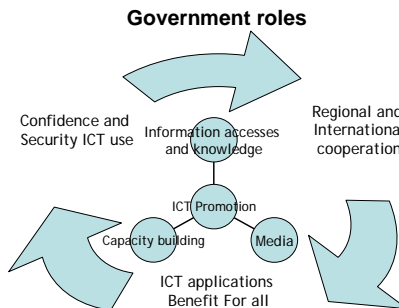 Government roles
Confidence and
Security ICT use
Information accesses
and knowledge
Regional and
International
cooperation
ICT Promotion
Capacity building
Media
ICT applications
Benefit For all